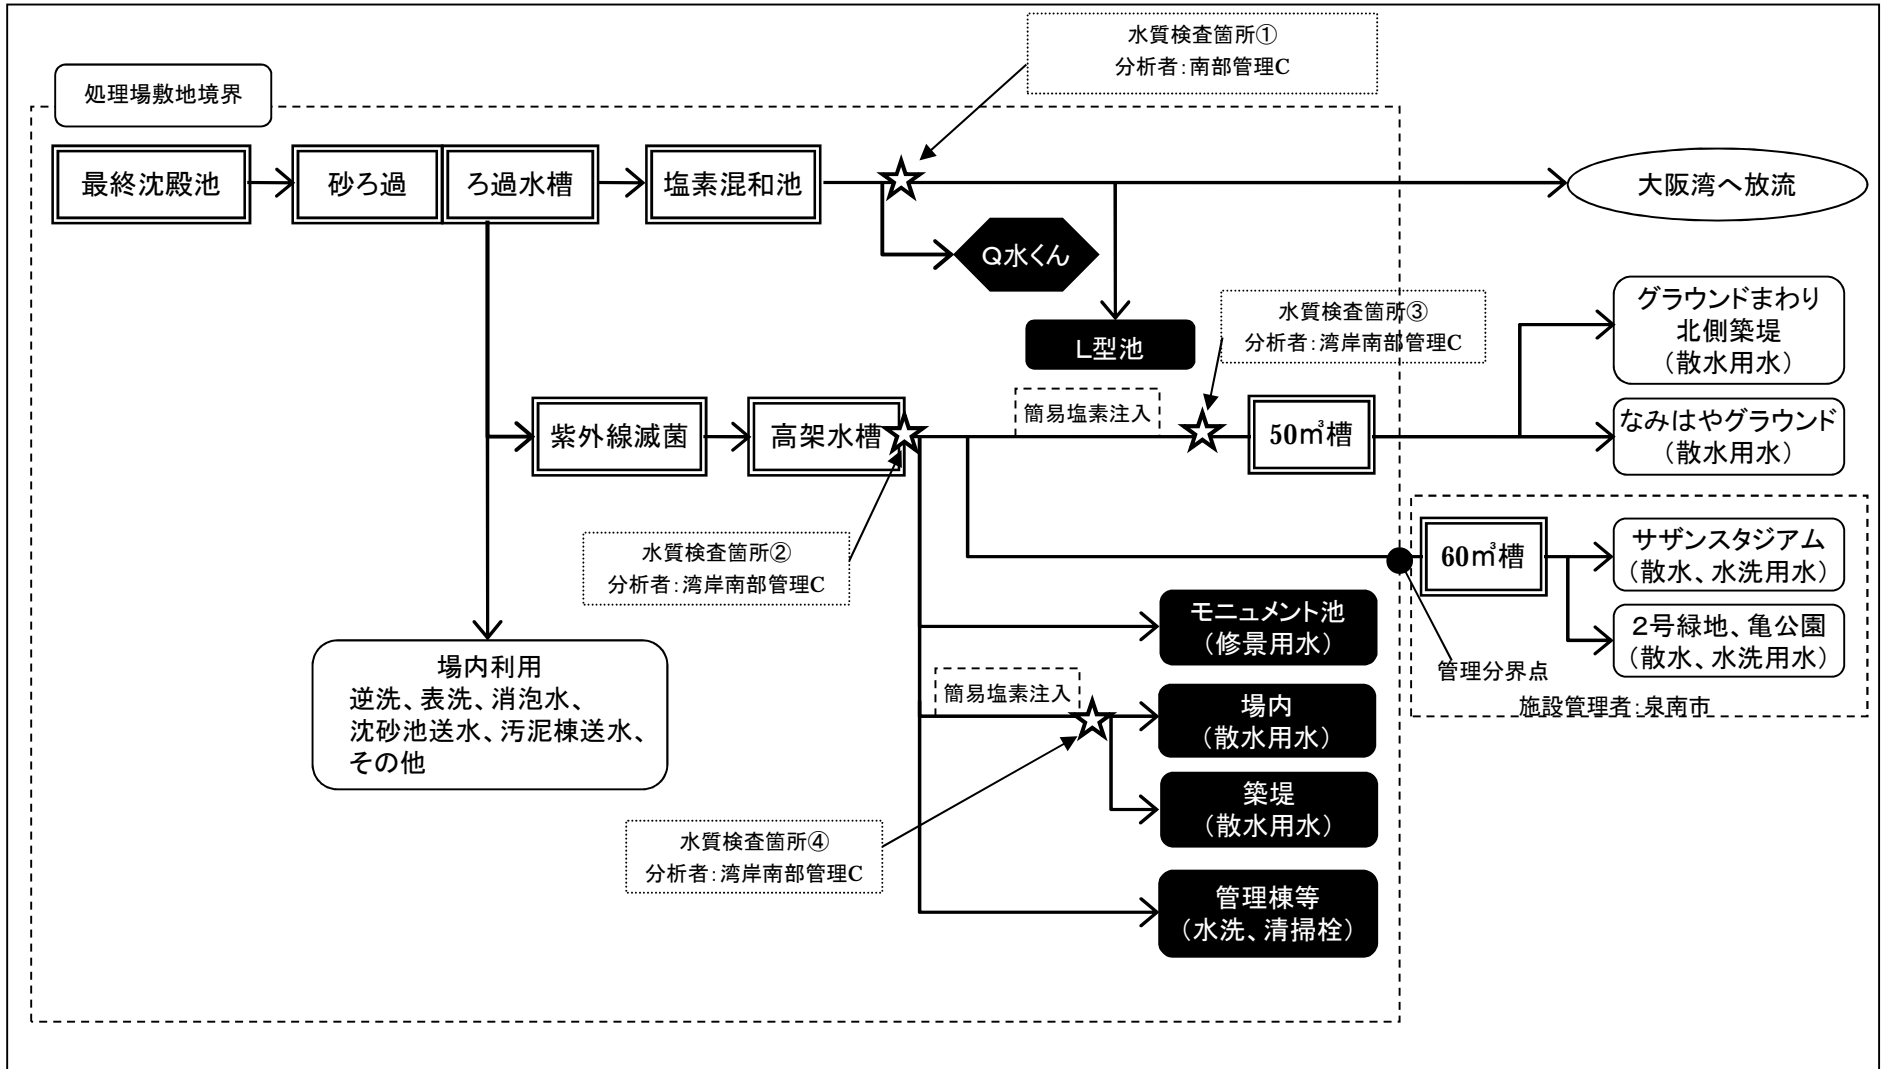 水質検査箇所①
分析者：南部管理C
処理場敷地境界
最終沈殿池
砂ろ過
ろ過水槽
塩素混和池
大阪湾へ放流
Q水くん
L型池
水質検査箇所③
分析者：湾岸南部管理C
グラウンドまわり
北側築堤
（散水用水）
簡易塩素注入
紫外線滅菌
高架水槽
50㎥槽
なみはやグラウンド
（散水用水）
水質検査箇所②
分析者：湾岸南部管理C
60㎥槽
サザンスタジアム
（散水、水洗用水）
2号緑地、亀公園
（散水、水洗用水）
管理分界点
施設管理者：泉南市
モニュメント池
（修景用水）
場内利用
逆洗、表洗、消泡水、
沈砂池送水、汚泥棟送水、
その他
簡易塩素注入
場内
（散水用水）
築堤
（散水用水）
水質検査箇所④
分析者：湾岸南部管理C
管理棟等
（水洗、清掃栓）